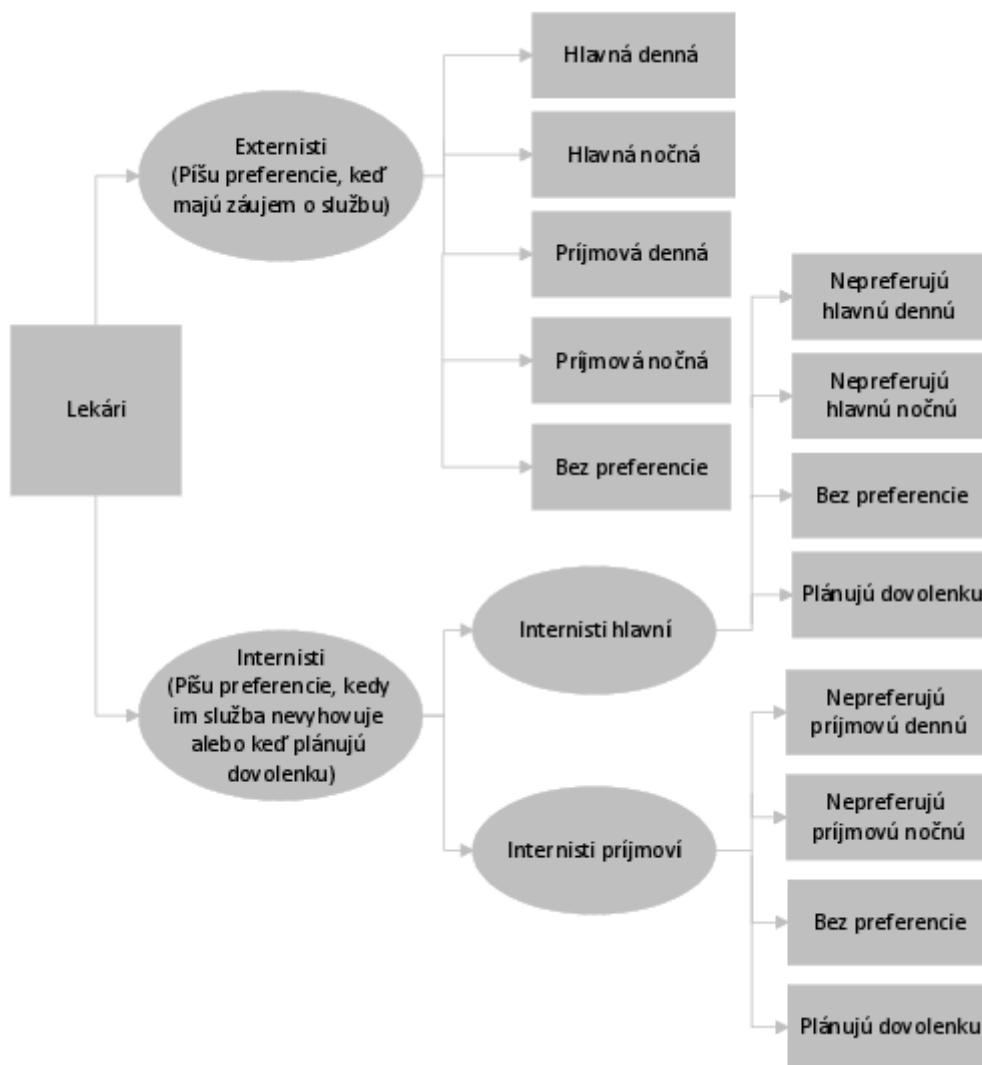 Lekári
Externisti
(Píšu preferencie, keď
majú záujem o službu)
Hlavná denná
Hlavná nočná
Príjmová denná
Príjmová nočná
Bez preferencie
Internisti
(Píšu preferencie, kedy
im služba nevyhovuje
alebo keď plánujú
dovolenku)
Internisti hlavní
Nepreferujú
hlavnú dennú
Nepreferujú
hlavnú nočnú
Bez preferencie
Plánujú dovolenku
Internisti príjmoví
Nepreferujú
príjmovú dennú
Nepreferujú
príjmovú nočnú
Bez preferencie
Plánujú dovolenku